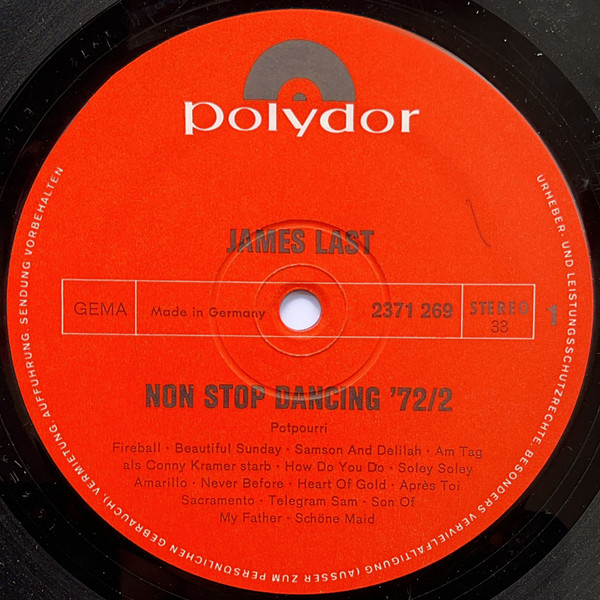 polydor
JAMES LAST
GEMA
Made in Germany
2371 269
STEREO
33
1
NON STOP DANCING '72/2
Potpourri
Fireball · Beautiful Sunday · Samson And Delilah · Am Tag
als Conny Kramer starb · How Do You Do · Soley Soley
Amarillo · Never Before · Heart Of Gold · Après Toi
Sacramento · Telegram Sam · Son Of
My Father · Schöne Maid
URHEBER- UND LEISTUNGSSCHUTZRECHTE, BESONDERS VERVIELFÄLTIGUNG (AUSSER ZUM PERSÖNLICHEN GEBRAUCH), VERMIETUNG, AUFFÜHRUNG, SENDUNG VORBEHALTEN